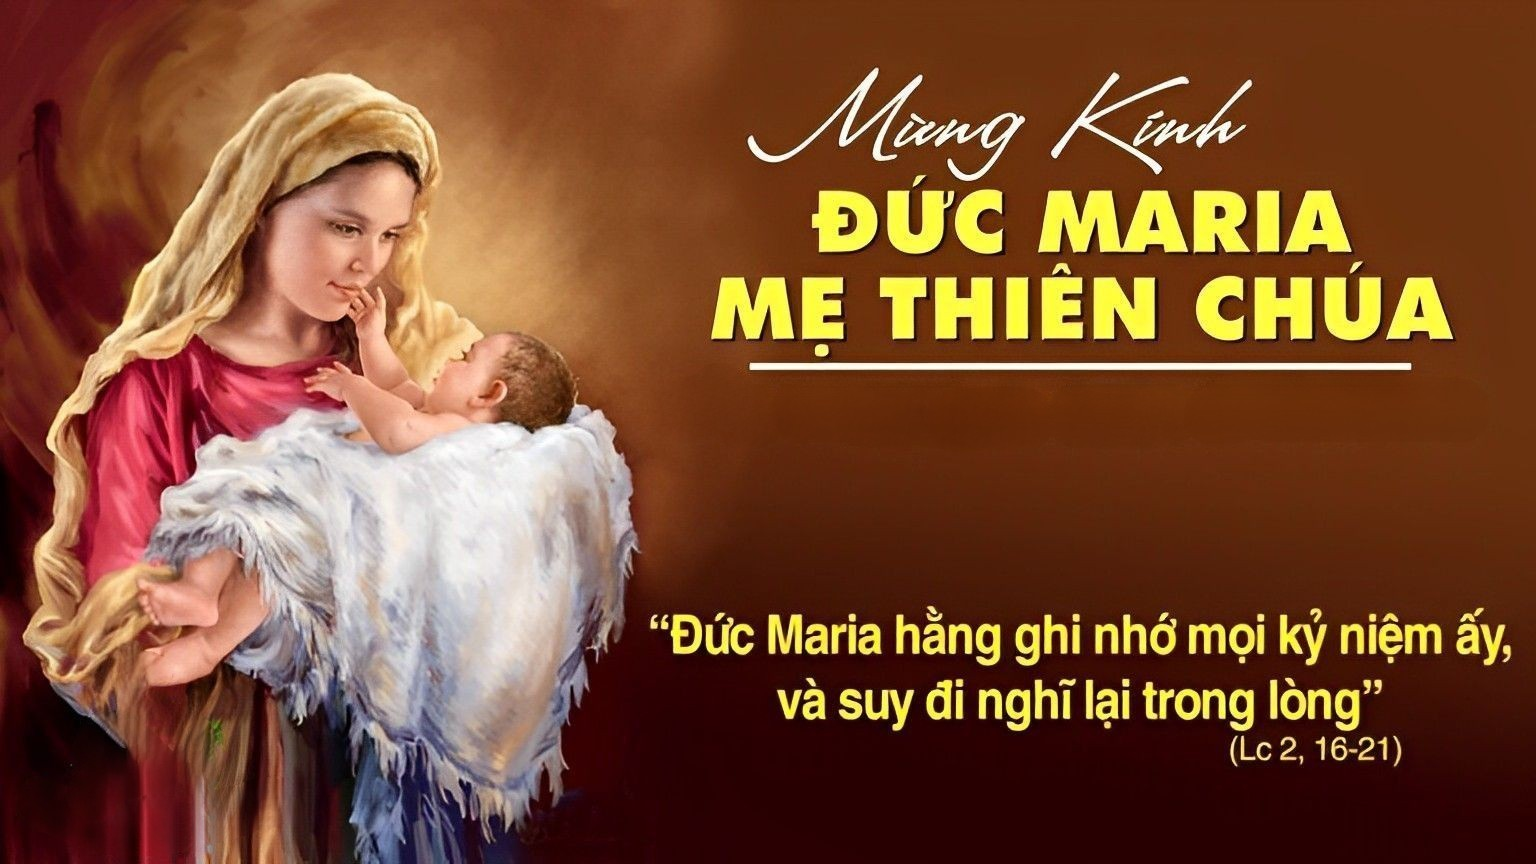 Mừng Kính
ĐỨC MARIA
MẸ THIÊN CHÚA
“Đức Maria hằng ghi nhớ mọi kỷ niệm ấy,
và suy đi nghĩ lại trong lòng”
(Lc 2, 16-21)